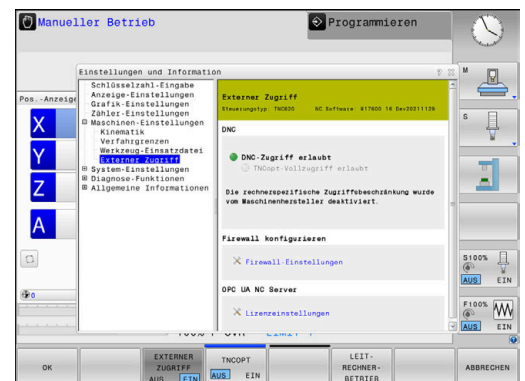 Manueller Betrieb
Programmieren
Einstellungen und Information
Schlüsselzahl-Eingabe
Anzeige-Einstellungen
Grafik-Einstellungen
Zähler-Einstellungen
Maschinen-Einstellungen
Kinematik
Verfahrgrenzen
Werkzeug-Einsatzdatei
Externer Zugriff
System-Einstellungen
Diagnose-Funktionen
Allgemeine Informationen
Externer Zugriff
Steuerungstyp: TNC620 NC Software: 817600 16 Dev20211126
DNC
DNC-Zugriff erlaubt
TNCopt-Vollzugriff erlaubt
Die rechnerspezifische Zugriffsbeschränkung wurde
vom Maschinenhersteller deaktiviert.
Firewall konfigurieren
Firewall-Einstellungen
OPC UA NC Server
Lizenzeinstellungen
Pos.-Anzeige
X
Y
Z
A
0
M
S
S100%
AUS EIN
F100%
AUS EIN
OK
EXTERNER
ZUGRIFF
AUS EIN
TNCOPT
AUS EIN
LEIT-
RECHNER-
BETRIEB
ABBRECHEN